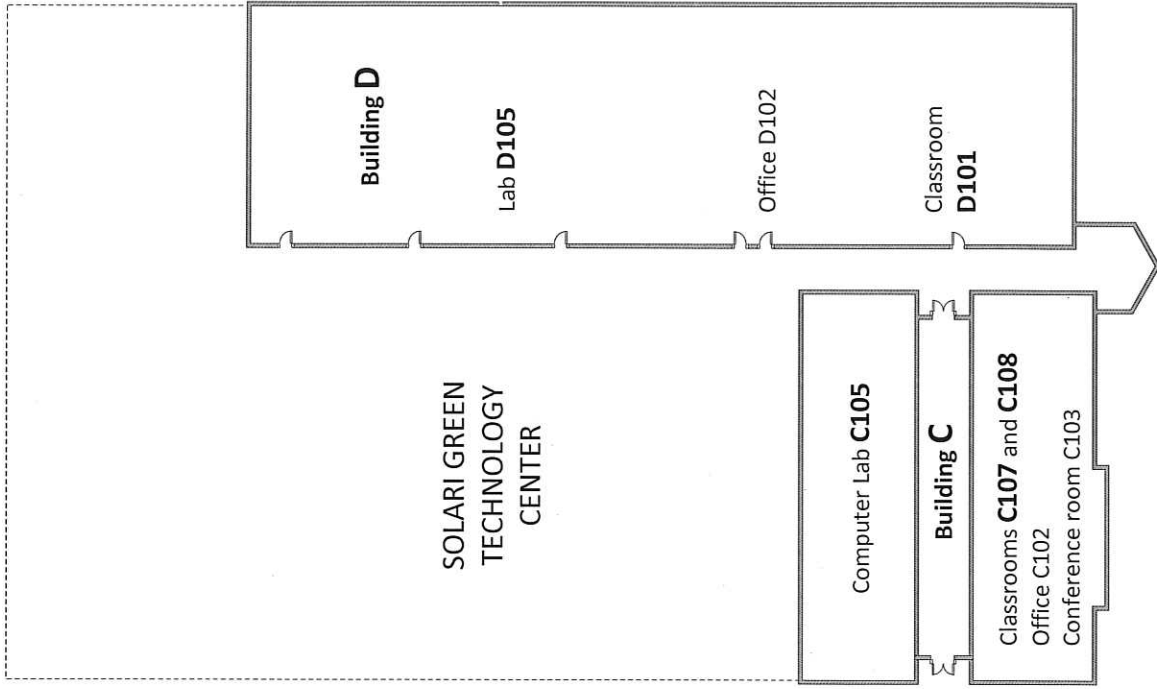 Building D
Lab D105
Office D102
Classroom
D101
SOLARI GREEN
TECHNOLOGY
CENTER
Computer Lab C105
Building C
Classrooms C107 and C108
Office C102
Conference room C103